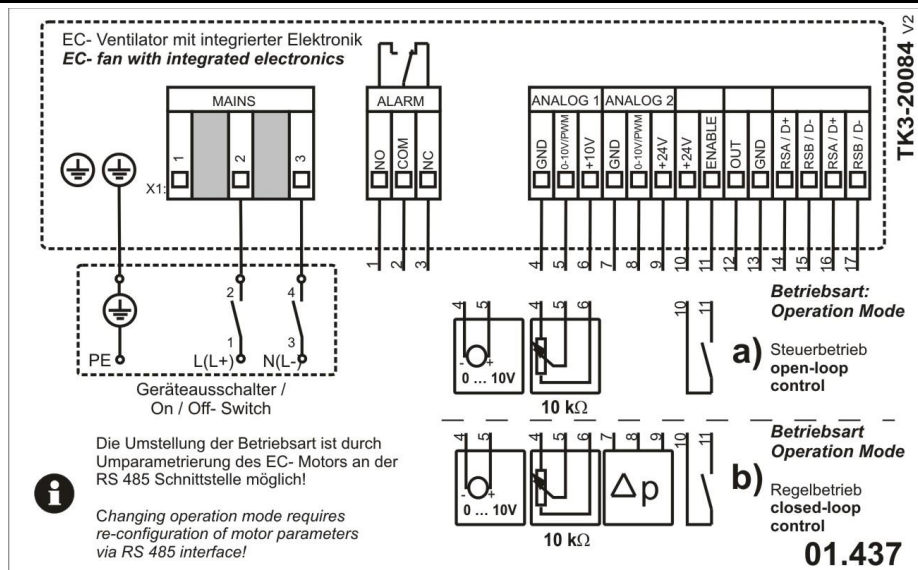 EC- Ventilator mit integrierter Elektronik
EC- fan with integrated electronics
TK3-20084 V2
MAINS
1
2
3
X1:
ALARM
NO
COM
NC
1
2
3
ANALOG 1
ANALOG 2
GND
0-10V/PWM
+10V
GND
0-10V/PWM
+24V
+24V
ENABLE
OUT
GND
RSA / D+
RSB / D-
RSA / D+
RSB / D-
4
5
6
7
8
9
10
11
12
13
14
15
16
17
2
4
1
3
PE
L(L+)
N(L-)
Geräteausschalter /
On / Off- Switch
4
5
- +
0 ... 10V
4
5
6
10 kΩ
10
11
Betriebsart:
Operation Mode
a) Steuerbetrieb
open-loop
control
4
5
- +
0 ... 10V
4
5
6
10 kΩ
7
8
9
Δp
10
11
Betriebsart
Operation Mode
b) Regelbetrieb
closed-loop
control
i
Die Umstellung der Betriebsart ist durch
Umparametrierung des EC- Motors an der
RS 485 Schnittstelle möglich!
Changing operation mode requires
re-configuration of motor parameters
via RS 485 interface!
01.437